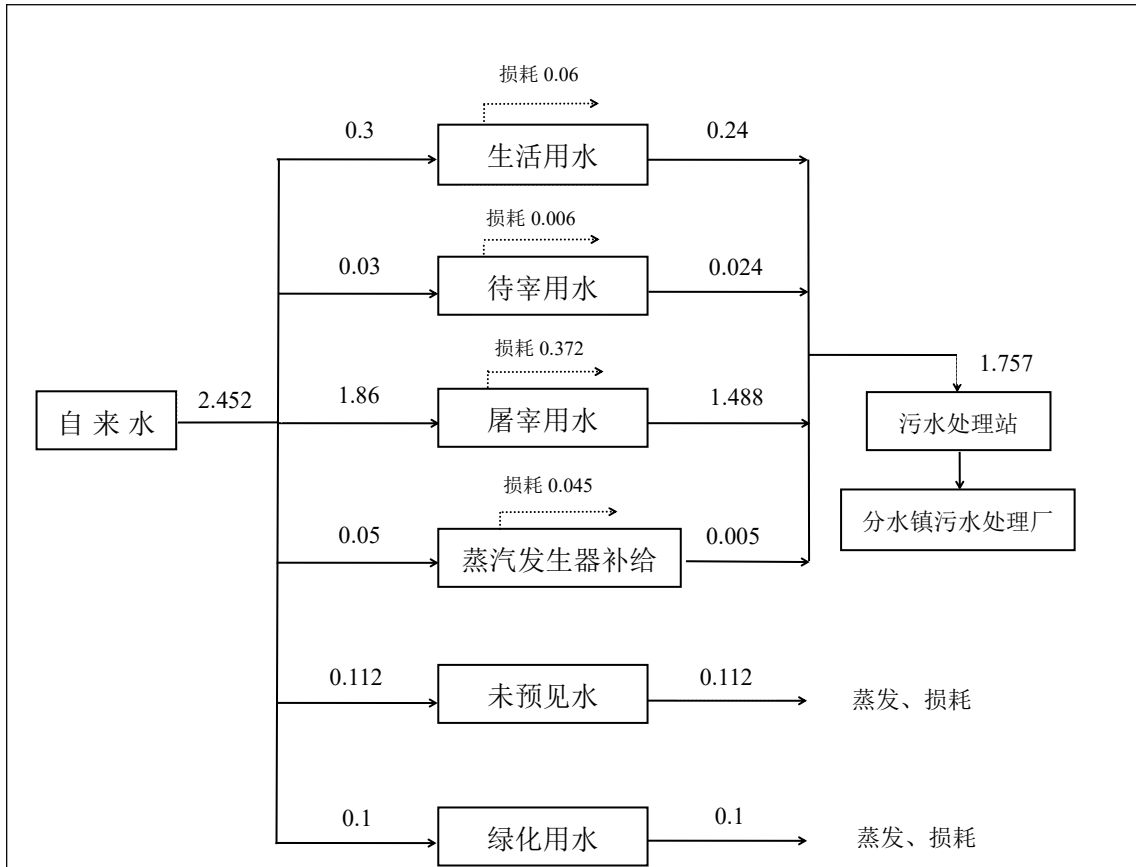 损耗 0.06
0.3
生活用水
0.24
损耗 0.006
0.03
待宰用水
0.024
损耗 0.372
自 来 水
2.452
1.86
屠宰用水
1.488
1.757
污水处理站
分水镇污水处理厂
损耗 0.045
0.05
蒸汽发生器补给
0.005
0.112
未预见水
0.112
蒸发、损耗
0.1
绿化用水
0.1
蒸发、损耗